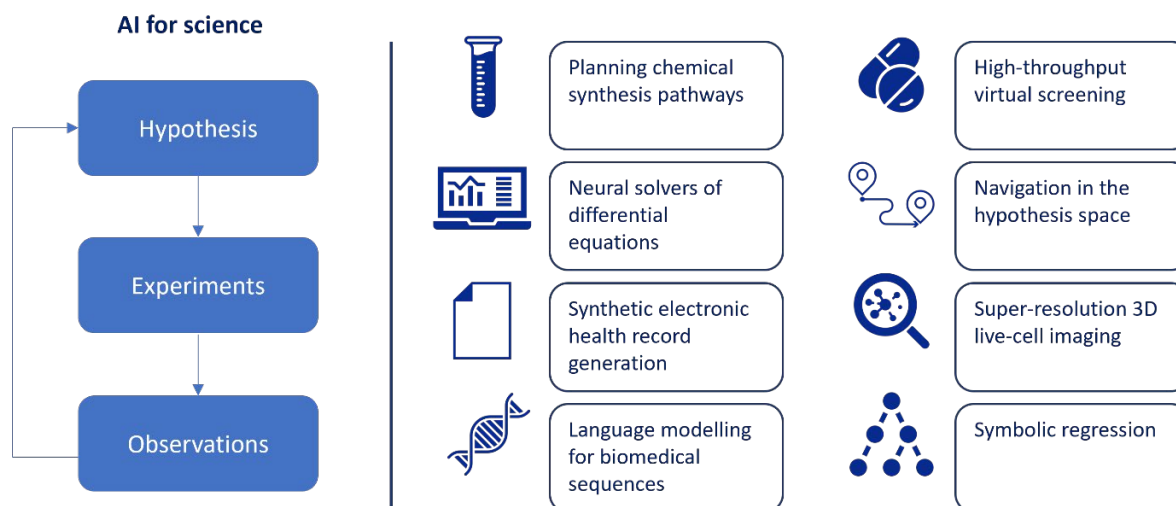 AI for science
Hypothesis
Experiments
Observations
Planning chemical
synthesis pathways
High-throughput
virtual screening
Neural solvers of
differential
equations
Navigation in the
hypothesis space
Synthetic electronic
health record
generation
Super-resolution 3D
live-cell imaging
Language modelling
for biomedical
sequences
Symbolic regression